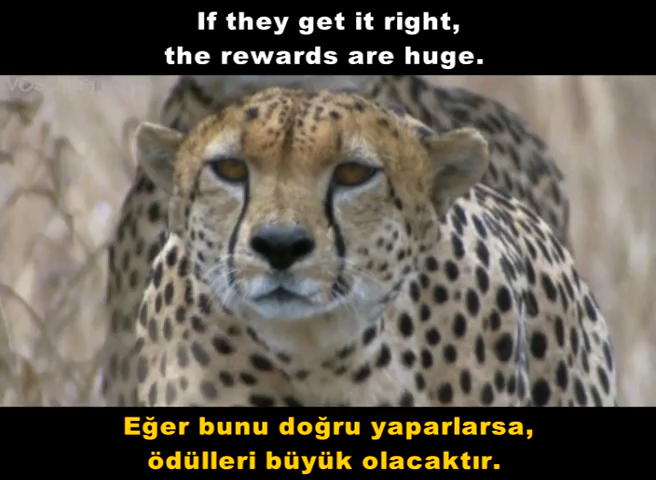 If they get it right,
the rewards are huge.
Eğer bunu doğru yaparlarsa,
ödülleri büyük olacaktır.